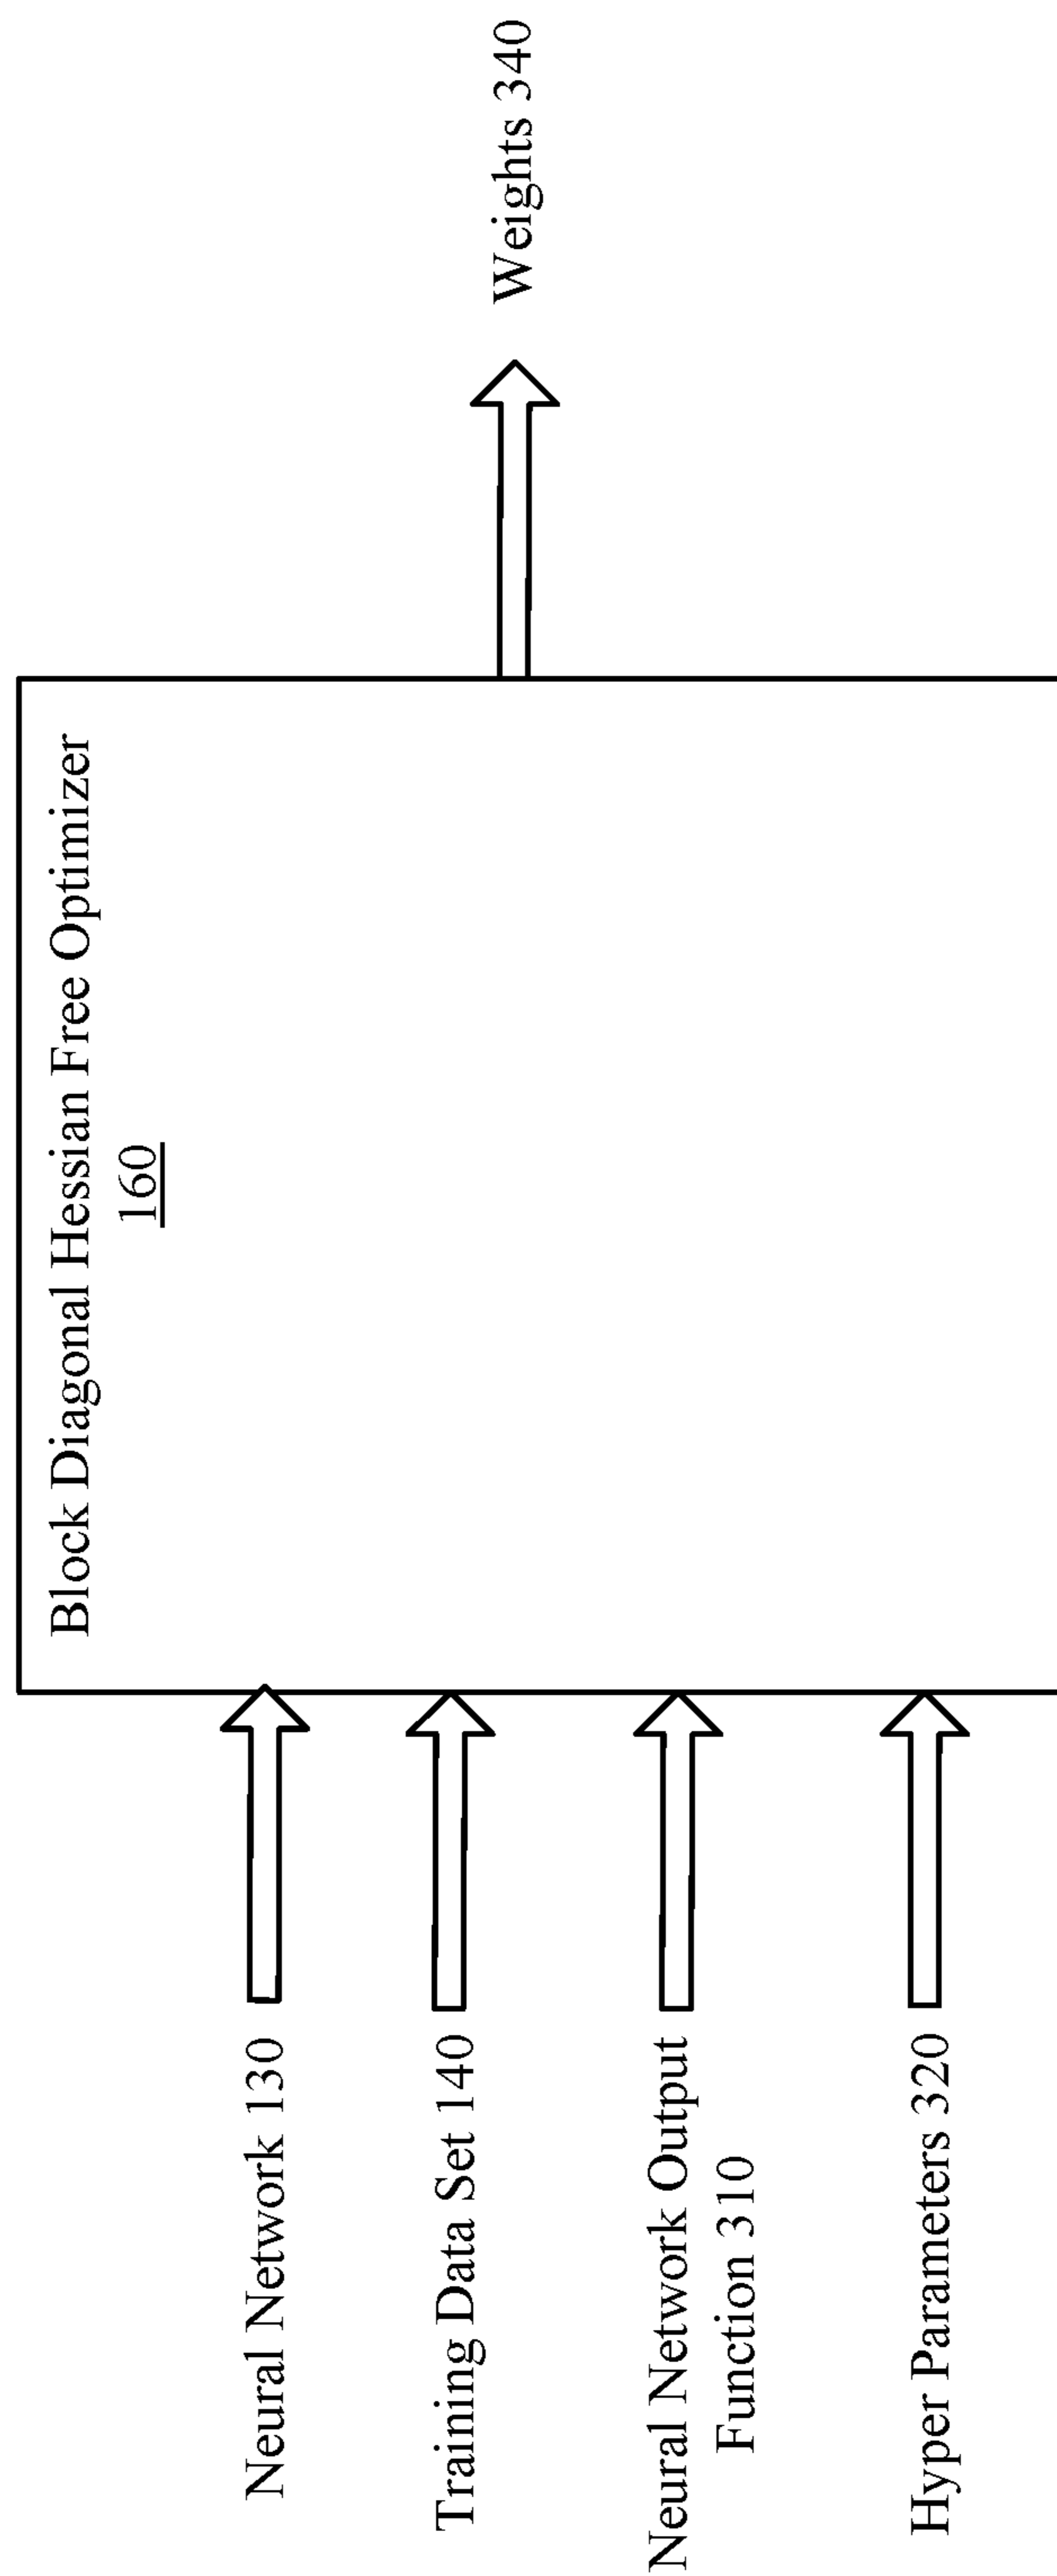 Block Diagonal Hessian Free Optimizer
160
Neural Network 130
Training Data Set 140
Neural Network Output
Function 310
Hyper Parameters 320
Weights 340